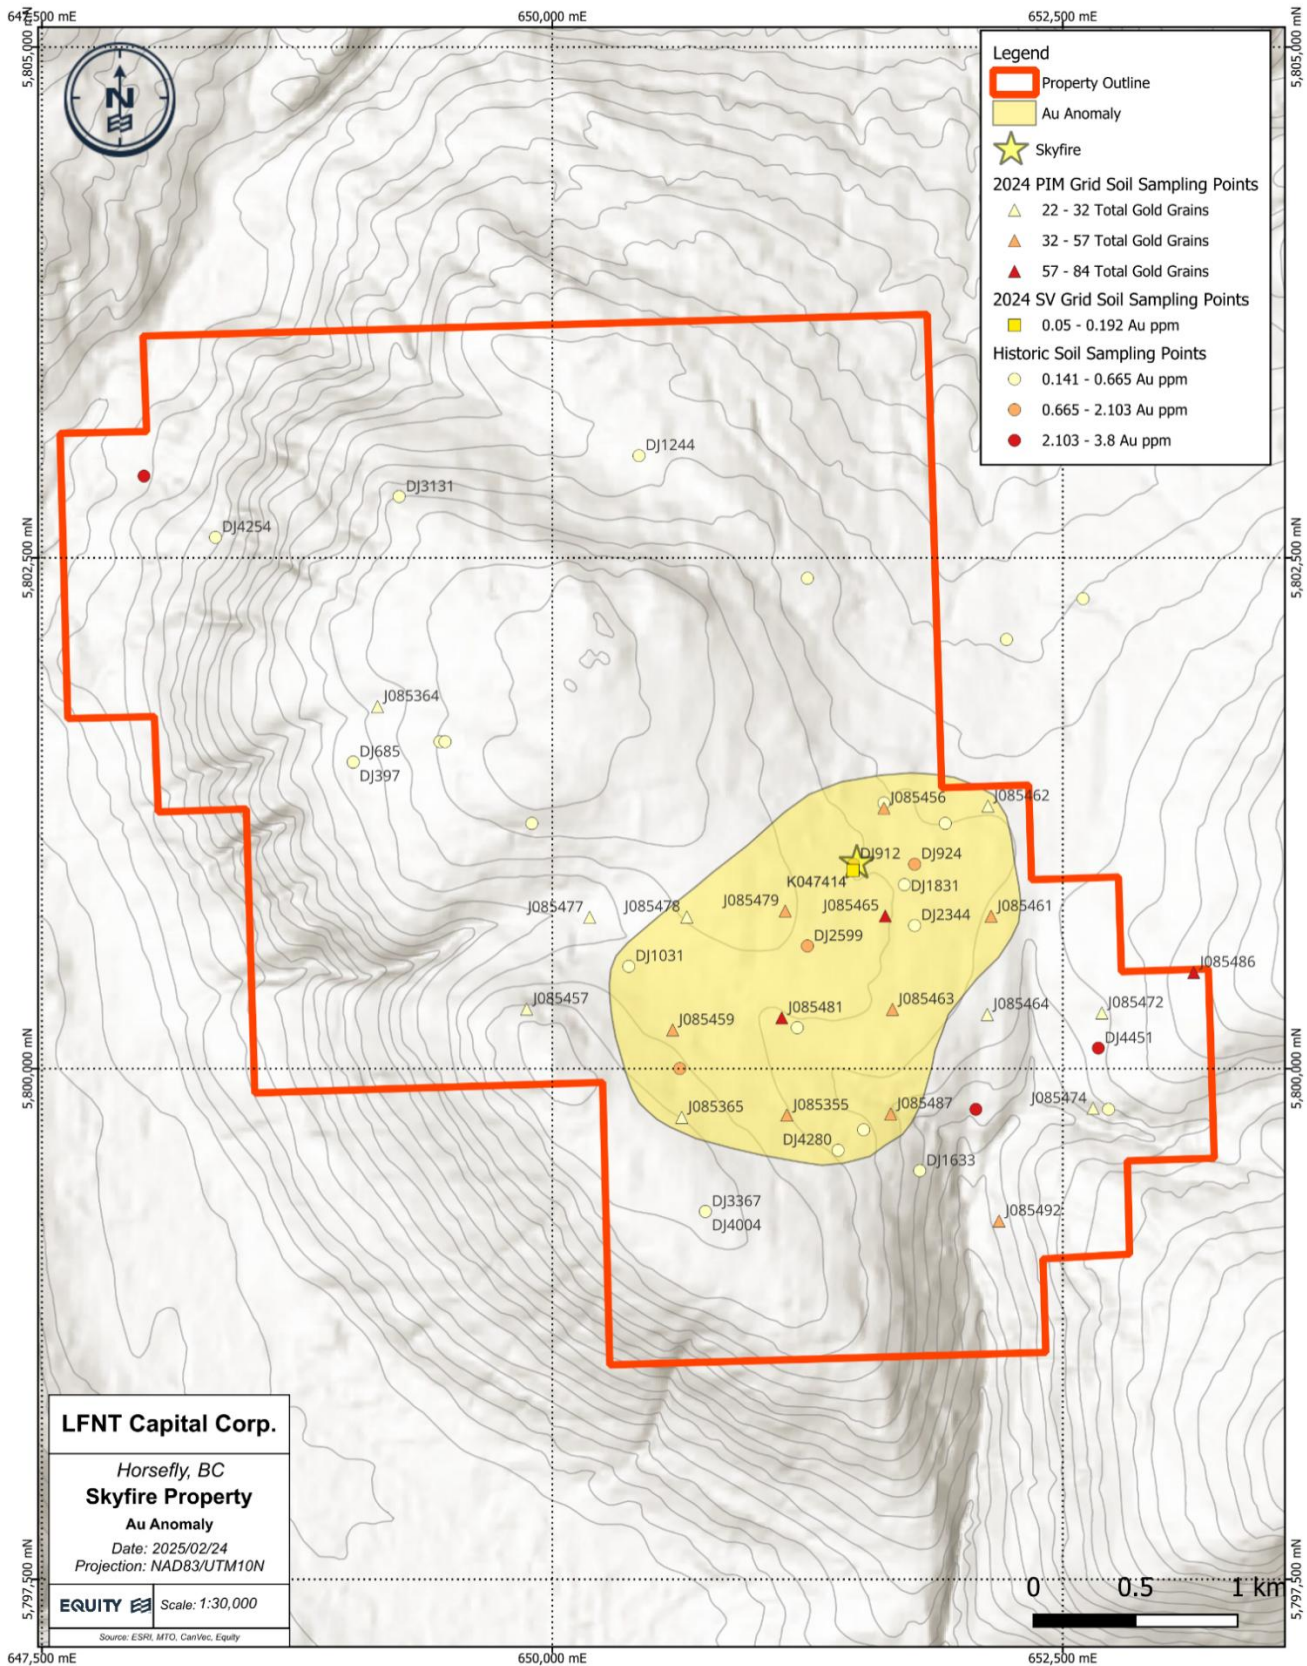 647,500 mE
650,000 mE
652,500 mE
5,805,000 mN
5,805,000 mN
N
Legend
Property Outline
Au Anomaly
Skyfire
2024 PIM Grid Soil Sampling Points
22 - 32 Total Gold Grains
32 - 57 Total Gold Grains
57 - 84 Total Gold Grains
2024 SV Grid Soil Sampling Points
0.05 - 0.192 Au ppm
Historic Soil Sampling Points
0.141 - 0.665 Au ppm
0.665 - 2.103 Au ppm
2.103 - 3.8 Au ppm
DJ1244
DJ3131
DJ4254
5,802,500 mN
5,802,500 mN
J085364
DJ685
DJ397
J085456
J085462
DJ912
DJ924
K047414
DJ1831
J085477
J085478
J085479
J085465
DJ2344
J085461
DJ2599
DJ1031
J085486
J085457
J085459
J085481
J085463
J085464
J085472
DJ4451
5,800,000 mN
5,800,000 mN
J085365
J085355
J085487
J085474
DJ4280
DJ1633
DJ3367
DJ4004
J085492
LFNT Capital Corp.
Horsefly, BC
Skyfire Property
Au Anomaly
Date: 2025/02/24
Projection: NAD83/UTM10N
EQUITY
Scale: 1:30,000
Source: ESRI, MTO, CanVec, Equity
5,797,500 mN
5,797,500 mN
0 0.5 1 km
647,500 mE
650,000 mE
652,500 mE